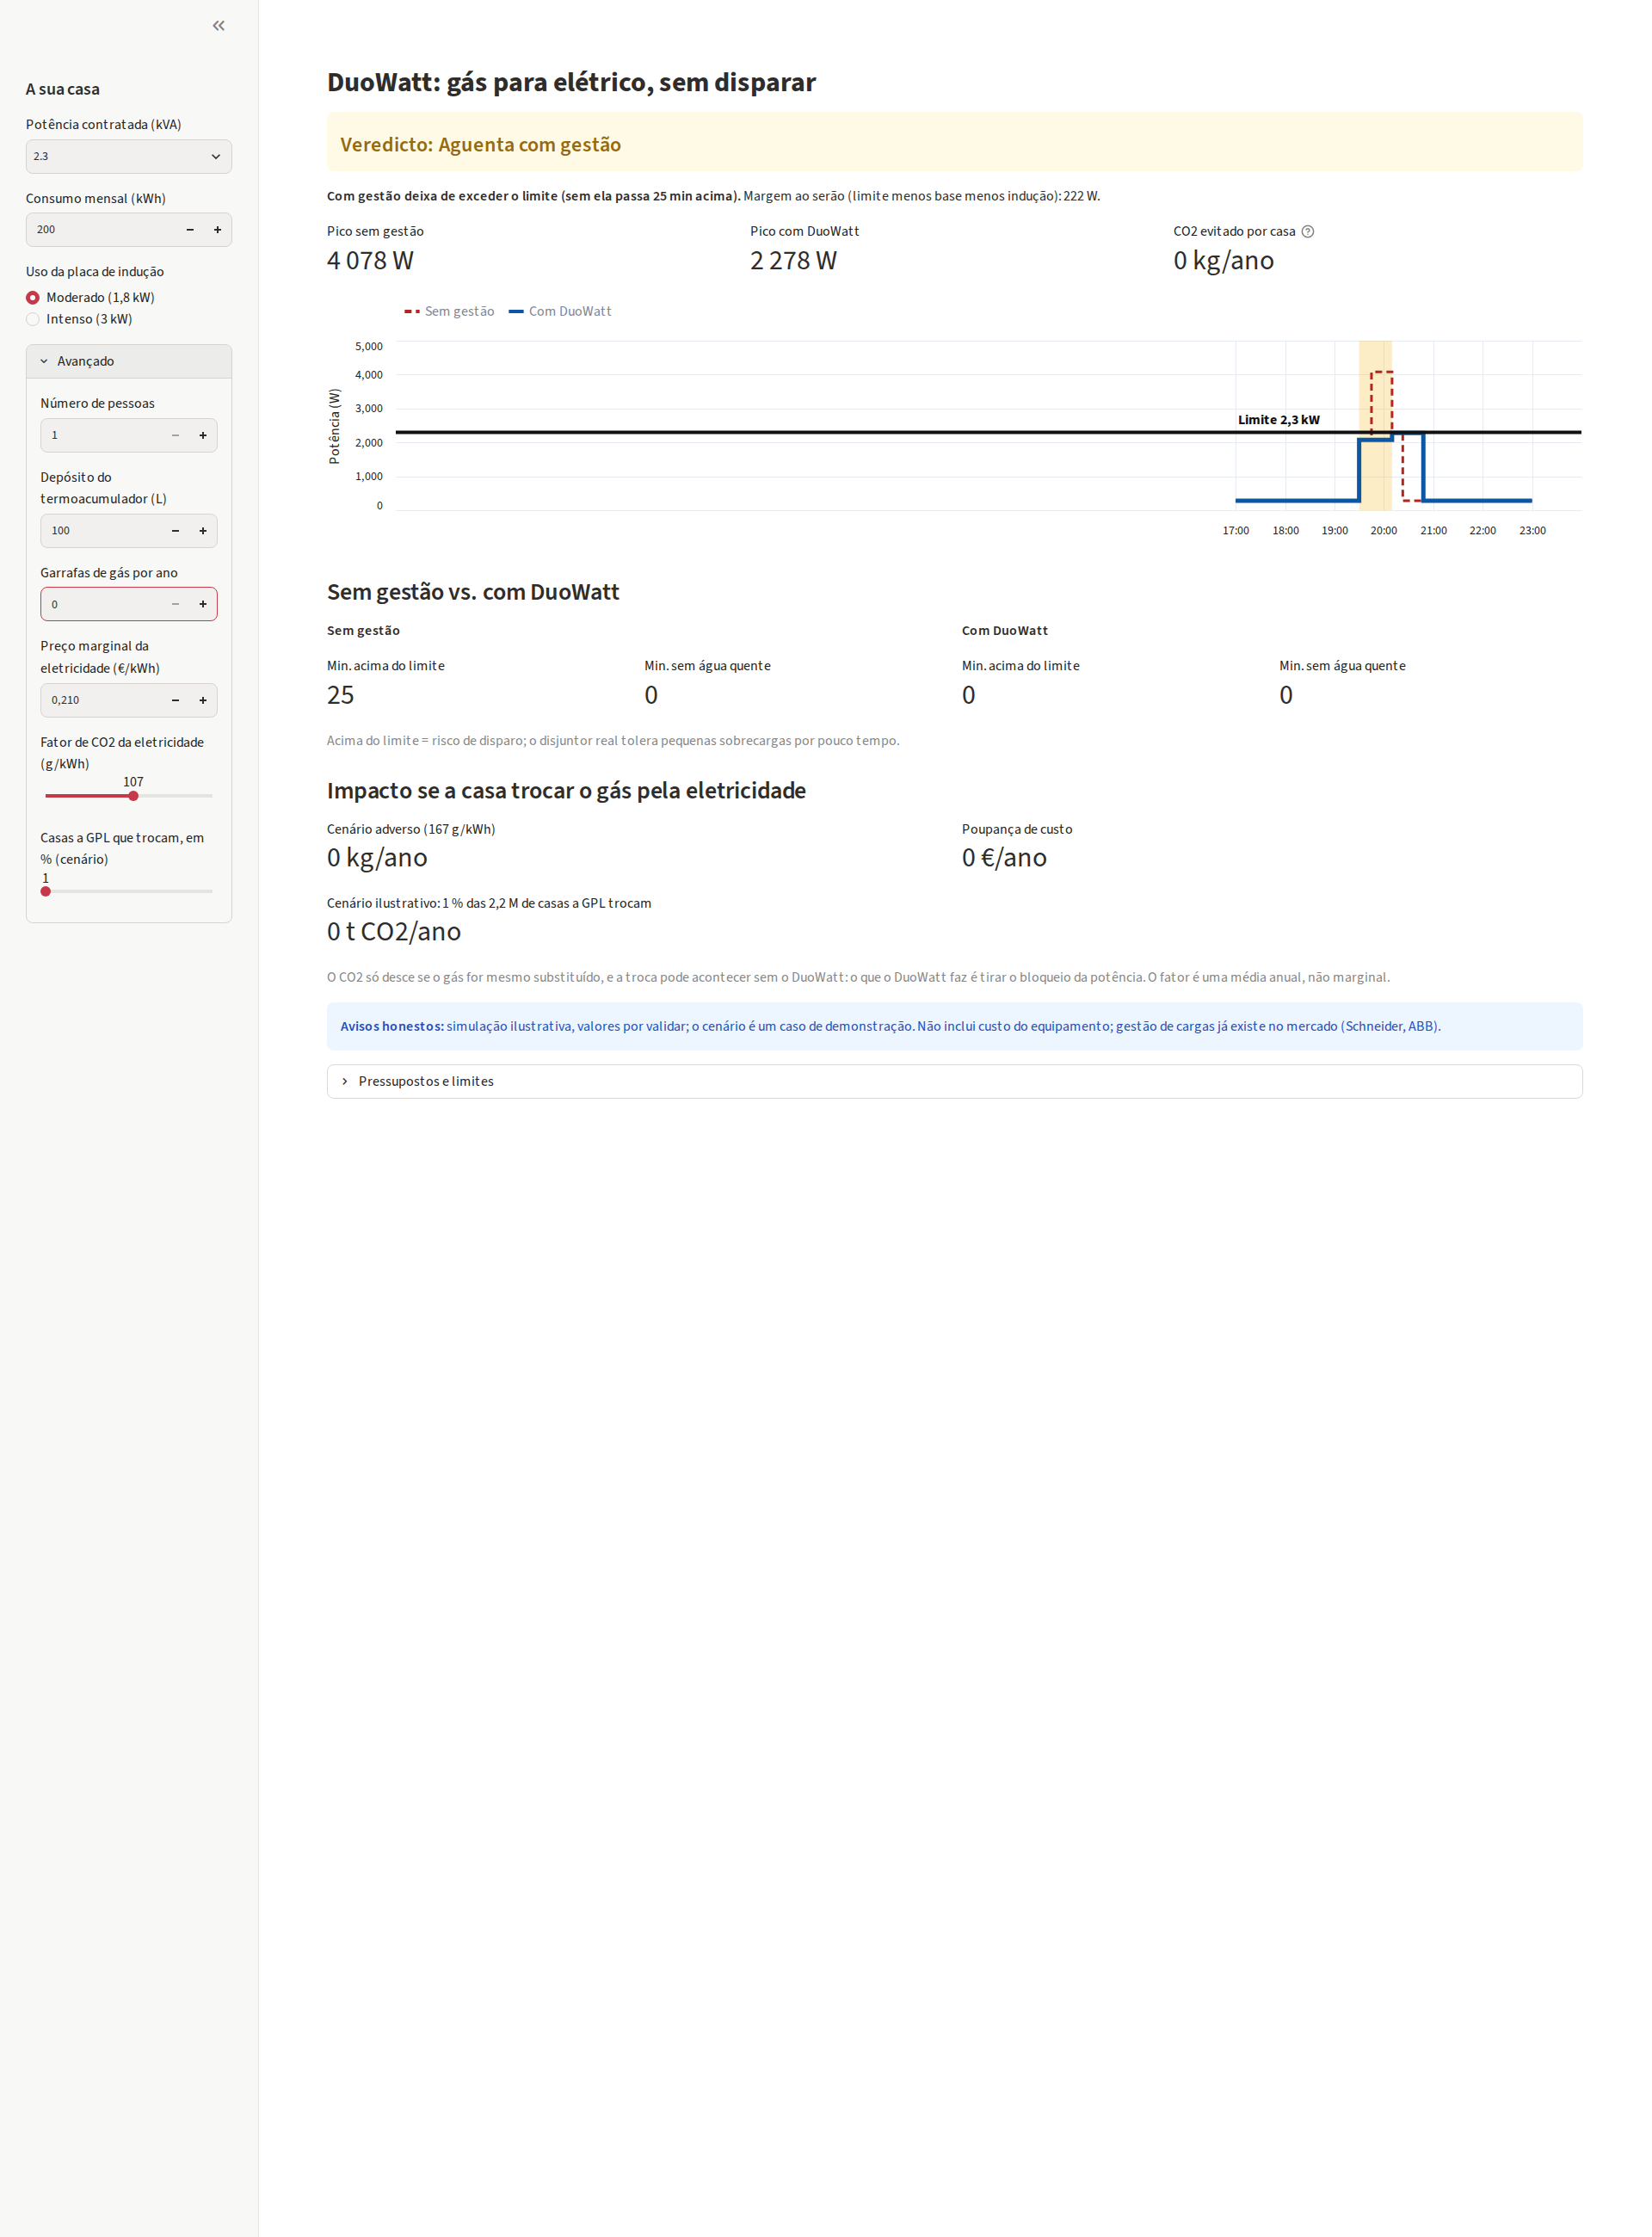 A sua casa
Potência contratada (kVA)
2.3
Consumo mensal (kWh)
200
Uso da placa de indução
Moderado (1,8 kW)
Intenso (3 kW)
Avançado
Número de pessoas
1
Depósito do
termoacumulador (L)
100
Garrafas de gás por ano
0
Preço marginal da
eletricidade (€/kWh)
0,210
Fator de CO2 da eletricidade
(g/kWh)
107
Casas a GPL que trocam, em
% (cenário)
1
DuoWatt: gás para elétrico, sem disparar
Veredicto: Aguenta com gestão
Com gestão deixa de exceder o limite (sem ela passa 25 min acima). Margem ao serão (limite menos base menos indução): 222 W.
Pico sem gestão
4 078 W
Pico com DuoWatt
2 278 W
CO2 evitado por casa
0 kg/ano
Sem gestão Com DuoWatt
Potência (W)
5,000
4,000
3,000
2,000
1,000
0
Limite 2,3 kW
17:00 18:00 19:00 20:00 21:00 22:00 23:00
Sem gestão vs. com DuoWatt
Sem gestão
Min. acima do limite
25
Min. sem água quente
0
Com DuoWatt
Min. acima do limite
0
Min. sem água quente
0
Acima do limite = risco de disparo; o disjuntor real tolera pequenas sobrecargas por pouco tempo.
Impacto se a casa trocar o gás pela eletricidade
Cenário adverso (167 g/kWh)
0 kg/ano
Poupança de custo
0 €/ano
Cenário ilustrativo: 1 % das 2,2 M de casas a GPL trocam
0 t CO2/ano
O CO2 só desce se o gás for mesmo substituído, e a troca pode acontecer sem o DuoWatt: o que o DuoWatt faz é tirar o bloqueio da potência. O fator é uma média anual, não marginal.
Avisos honestos: simulação ilustrativa, valores por validar; o cenário é um caso de demonstração. Não inclui custo do equipamento; gestão de cargas já existe no mercado (Schneider, ABB).
Pressupostos e limites